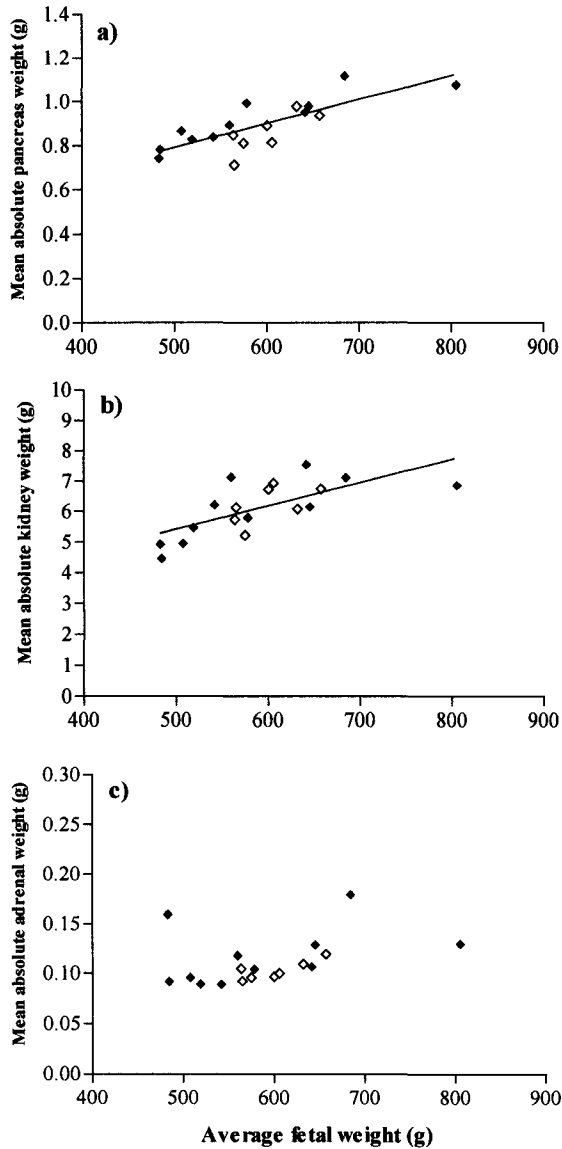 a)
Mean absolute pancreas weight (g)
1.4
1.2
1.0
0.8
0.6
0.4
0.2
0.0
400 500 600 700 800 900
b)
Mean absolute kidney weight (g)
10
9
8
7
6
5
4
3
2
1
0
400 500 600 700 800 900
c)
Mean absolute adrenal weight (g)
0.30
0.25
0.20
0.15
0.10
0.05
0.00
400 500 600 700 800 900
Average fetal weight (g)